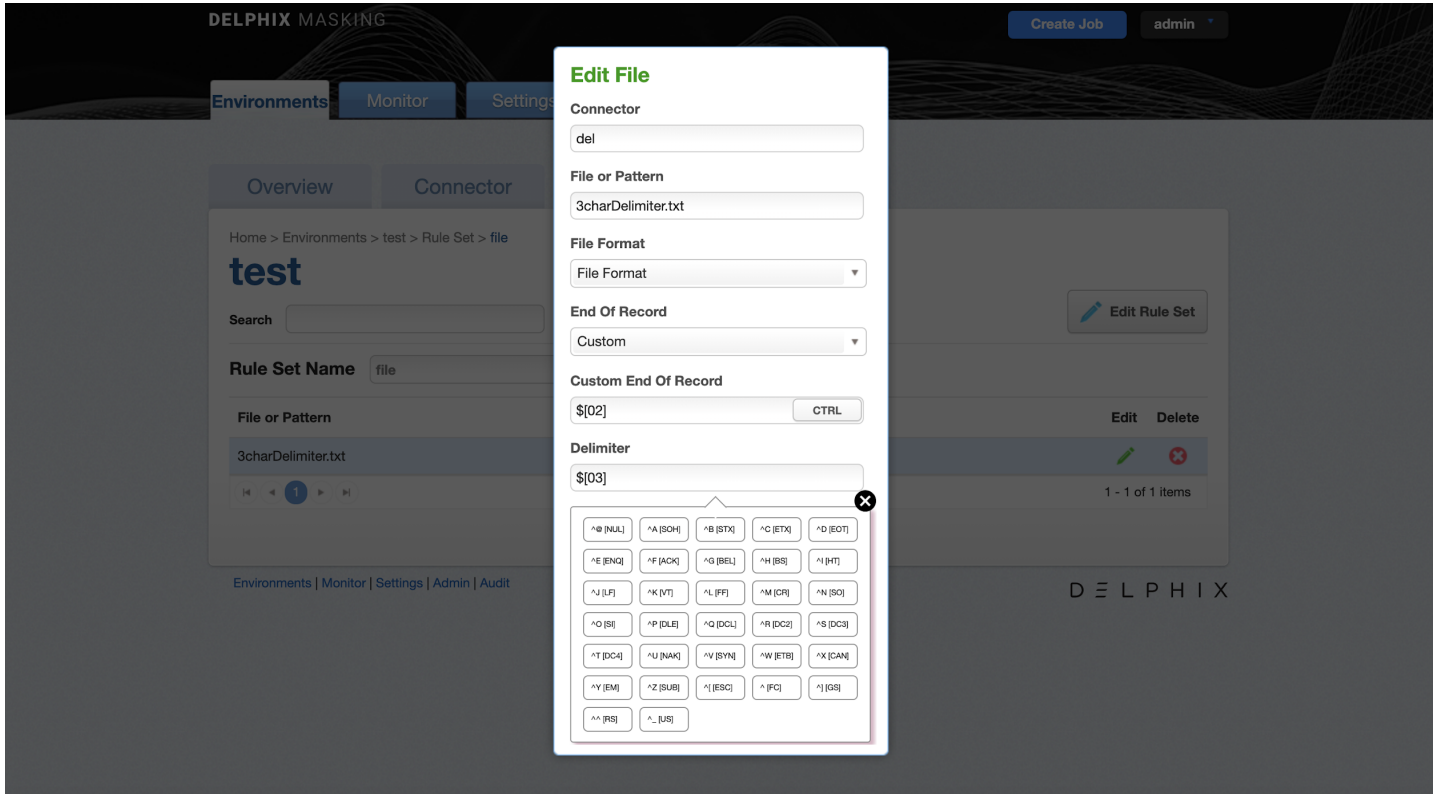 DELPHIX MASKING
Create Job
admin
Environments
Monitor
Settings
Overview
Connector
Home > Environments > test > Rule Set > file
test
Search
Edit Rule Set
Rule Set Name
file
File or Pattern
Edit
Delete
3charDelimiter.txt
1
1 - 1 of 1 items
Environments | Monitor | Settings | Admin | Audit
DELPHIX
Edit File
Connector
del
File or Pattern
3charDelimiter.txt
File Format
File Format
End Of Record
Custom
Custom End Of Record
$[02]
CTRL
Delimiter
$[03]
^@ [NUL] ^A [SOH] ^B [STX] ^C [ETX] ^D [EOT]
^E [ENQ] ^F [ACK] ^G [BEL] ^H [BS] ^I [HT]
^J [LF] ^K [VT] ^L [FF] ^M [CR] ^N [SO]
^O [SI] ^P [DLE] ^Q [DCL] ^R [DC2] ^S [DC3]
^T [DC4] ^U [NAK] ^V [SYN] ^W [ETB] ^X [CAN]
^Y [EM] ^Z [SUB] ^[ [ESC] ^ [FC] ^] [GS]
^^ [RS] ^_ [US]